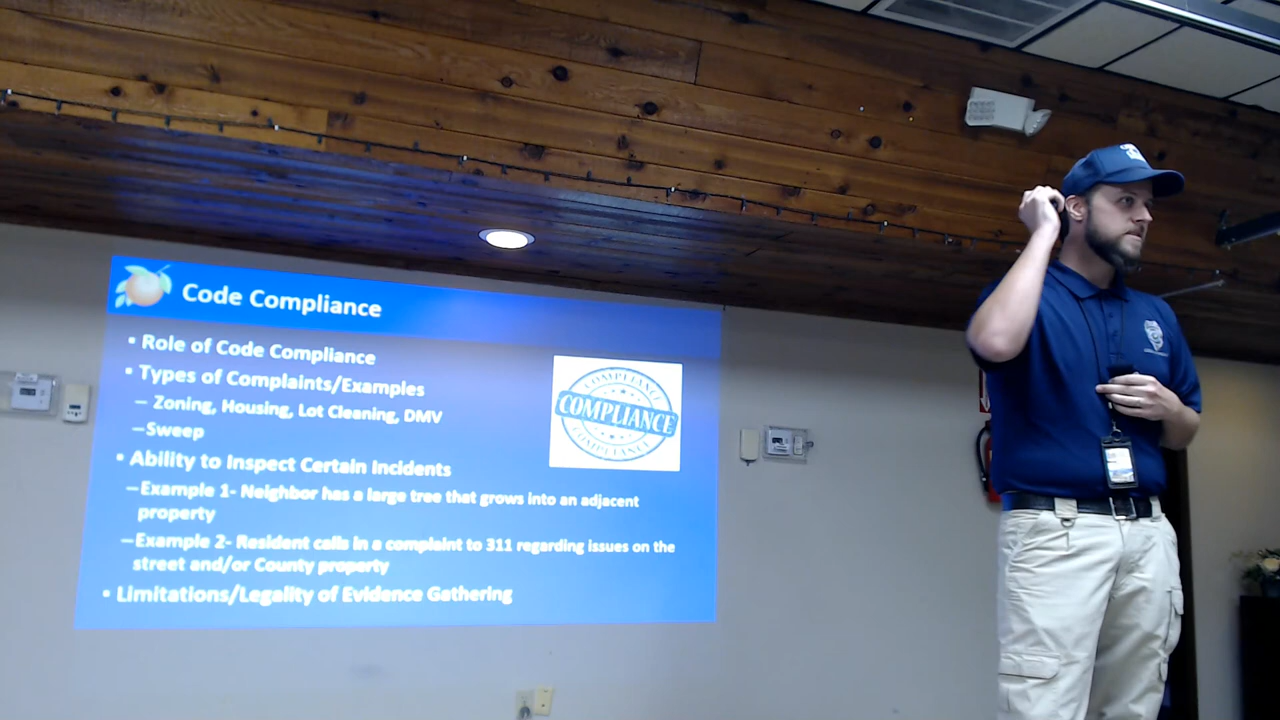 Code Compliance
▪ Role of Code Compliance
▪ Types of Complaints/Examples
– Zoning, Housing, Lot Cleaning, DMV
–Sweep
COMPLIANCE
COMPLIANCE
COMPLIANCE
▪ Ability to Inspect Certain Incidents
–Example 1- Neighbor has a large tree that grows into an adjacent
property
–Example 2- Resident calls in a complaint to 311 regarding issues on the
street and/or County property
▪ Limitations/Legality of Evidence Gathering